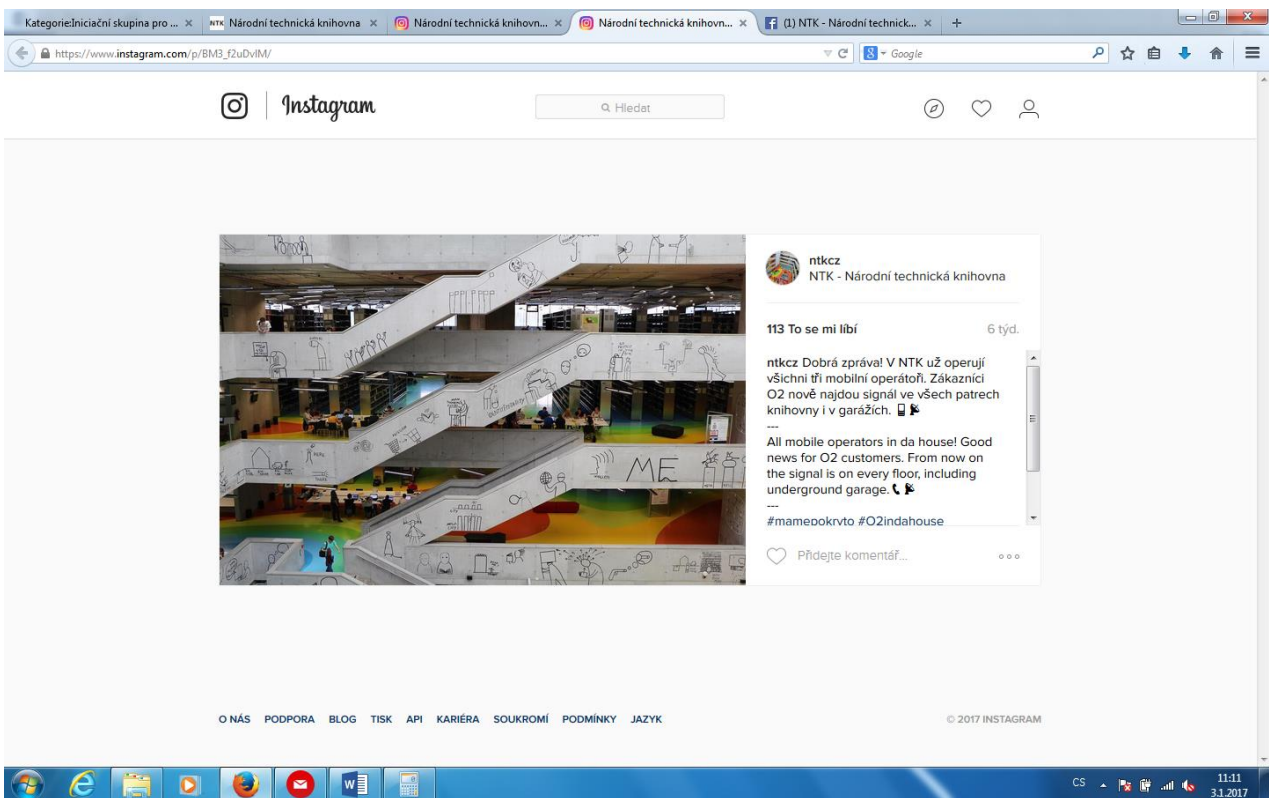 Kategorie:Iniciační skupina pro ...
NTK Národní technická knihovna
Národní technická knihovn...
Národní technická knihovn...
(1) NTK - Národní technick...
https://www.instagram.com/p/BM3_f2uDvIM/
Google
Instagram
Hledat
ntkcz
NTK - Národní technická knihovna
113 To se mi líbí
6 týd.
ntkcz Dobrá zpráva! V NTK už operují
všichni tři mobilní operátoři. Zákazníci
O2 nově najdou signál ve všech patrech
knihovny i v garážích.
---
All mobile operators in da house! Good
news for O2 customers. From now on
the signal is on every floor, including
underground garage.
---
#mamepokryto #O2indahouse
Přidejte komentář...
ME
O NÁS PODPORA BLOG TISK API KARIÉRA SOUKROMÍ PODMÍNKY JAZYK
© 2017 INSTAGRAM
CS
11:11
3.1.2017